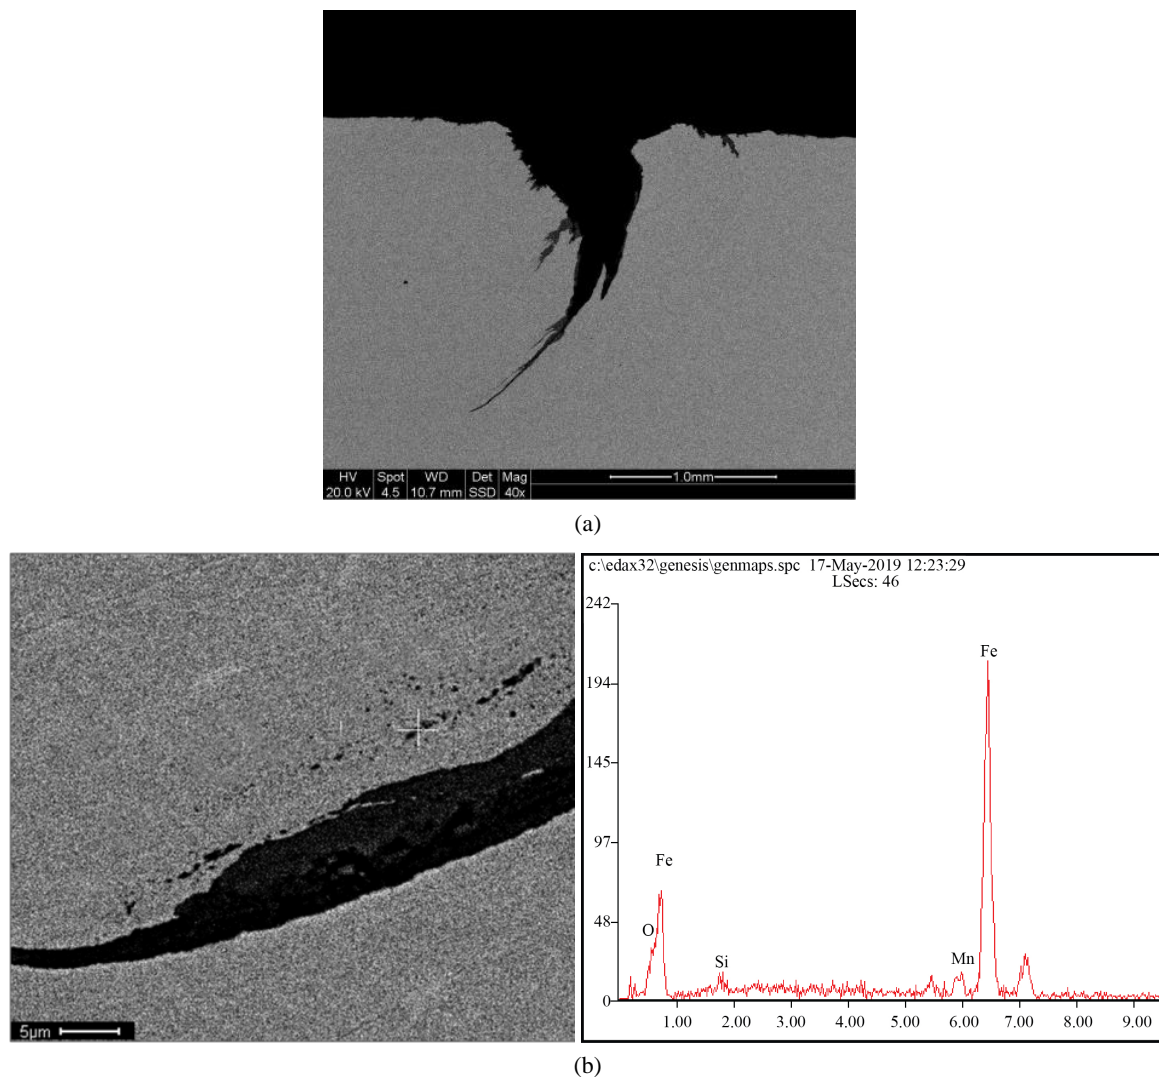 HV Spot WD Det Mag 1.0mm
20.0 kV 4.5 10.7 mm SSD 40x
(a)
5μm
c:\edax32\genesis\genmaps.spc 17-May-2019 12:23:29
LSecs: 46
242
194
145
97
48
0
Fe
Fe
O
Si
Mn
1.00 2.00 3.00 4.00 5.00 6.00 7.00 8.00 9.00
(b)